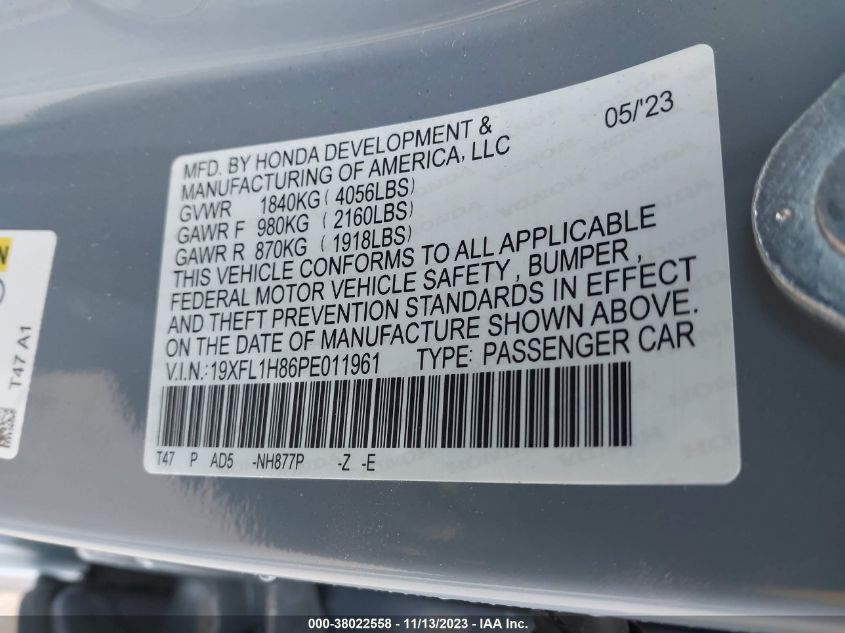 05/'23
MFD. BY HONDA DEVELOPMENT &
MANUFACTURING OF AMERICA, LLC
GVWR 1840KG ( 4056LBS)
GAWR F 980KG ( 2160LBS)
GAWR R 870KG ( 1918LBS)
THIS VEHICLE CONFORMS TO ALL APPLICABLE
FEDERAL MOTOR VEHICLE SAFETY , BUMPER ,
AND THEFT PREVENTION STANDARDS IN EFFECT
ON THE DATE OF MANUFACTURE SHOWN ABOVE.
V.I.N.:19XFL1H86PE011961 TYPE: PASSENGER CAR
T47 P AD5 -NH877P -Z -E
T47 A1
000-38022558 - 11/13/2023 -